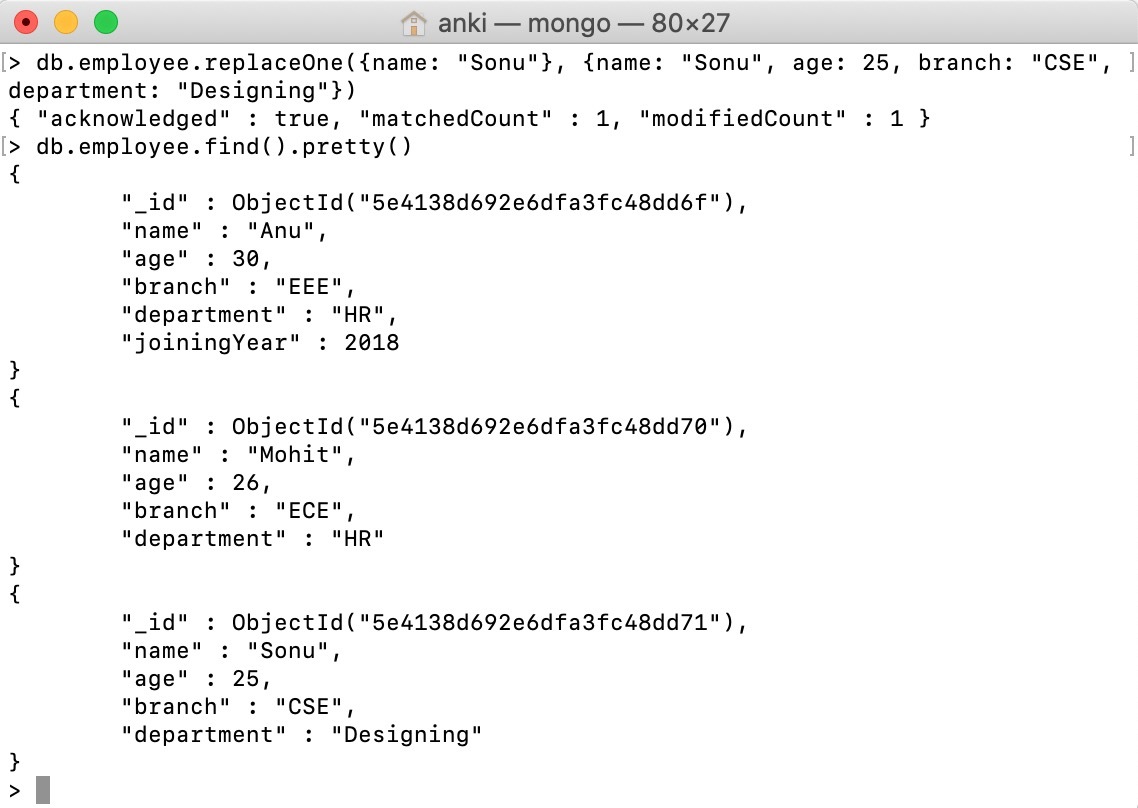 anki — mongo — 80×27
[> db.employee.replaceOne({name: "Sonu"}, {name: "Sonu", age: 25, branch: "CSE", ]
department: "Designing"})
{ "acknowledged" : true, "matchedCount" : 1, "modifiedCount" : 1 }
[> db.employee.find().pretty() ]
{
        "_id" : ObjectId("5e4138d692e6dfa3fc48dd6f"),
        "name" : "Anu",
        "age" : 30,
        "branch" : "EEE",
        "department" : "HR",
        "joiningYear" : 2018
}
{
        "_id" : ObjectId("5e4138d692e6dfa3fc48dd70"),
        "name" : "Mohit",
        "age" : 26,
        "branch" : "ECE",
        "department" : "HR"
}
{
        "_id" : ObjectId("5e4138d692e6dfa3fc48dd71"),
        "name" : "Sonu",
        "age" : 25,
        "branch" : "CSE",
        "department" : "Designing"
}
>